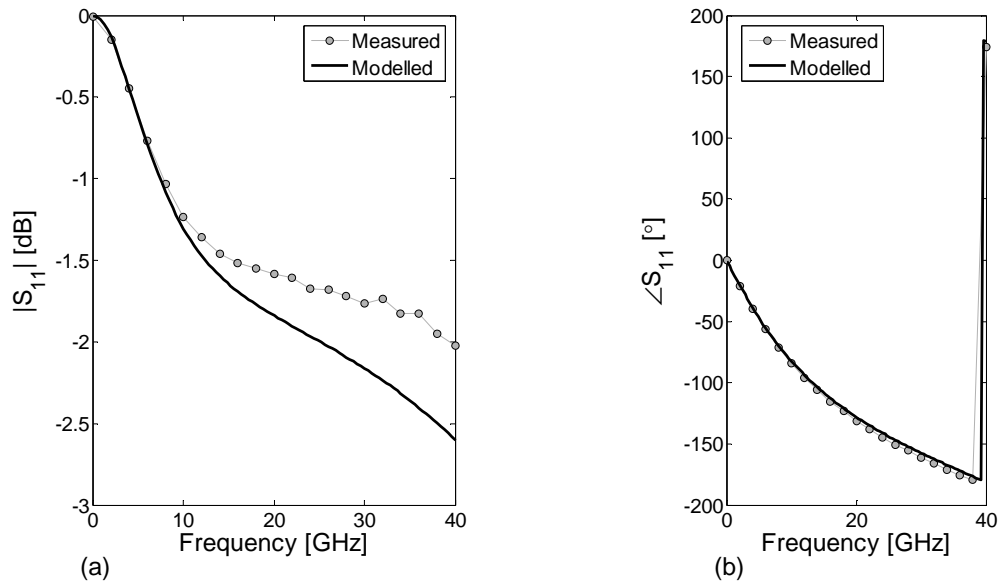 0
-0.5
-1
-1.5
-2
-2.5
-3
0 10 20 30 40
|S11| [dB]
Frequency [GHz]
Measured
Modelled
(a)
200
150
100
50
0
-50
-100
-150
-200
0 20 40
∠S11 [°]
Frequency [GHz]
Measured
Modelled
(b)